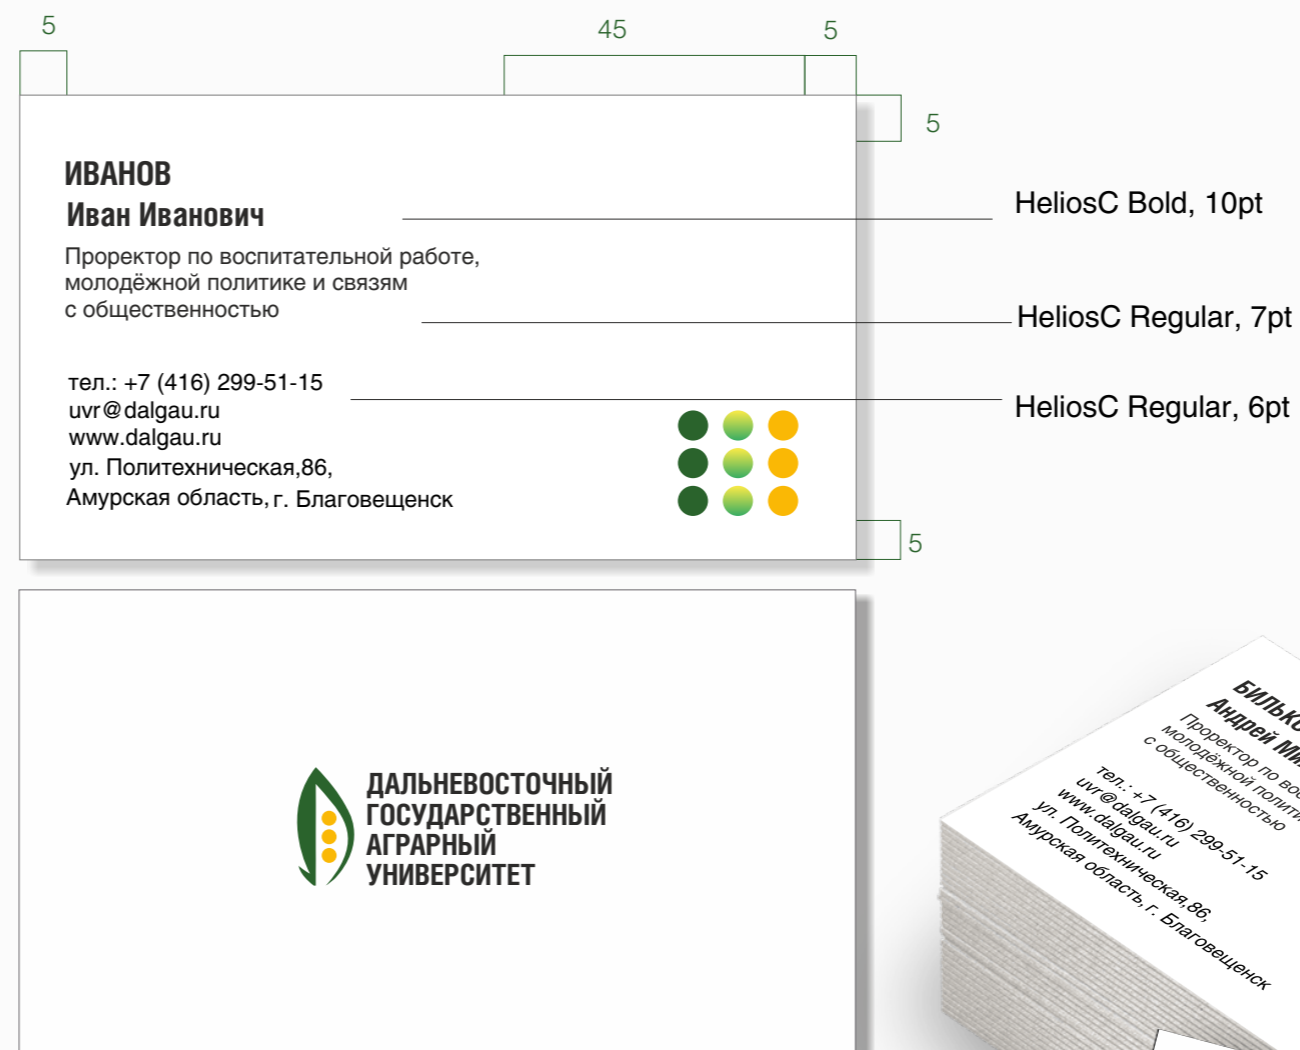 5
45
5
5
ИВАНОВ
Иван Иванович
Проректор по воспитательной работе,
молодёжной политике и связям
с общественностью
тел.: +7 (416) 299-51-15
uvr@dalgau.ru
www.dalgau.ru
ул. Политехническая,86,
Амурская область, г. Благовещенск
HeliosC Bold, 10pt
HeliosC Regular, 7pt
HeliosC Regular, 6pt
5
ДАЛЬНЕВОСТОЧНЫЙ
ГОСУДАРСТВЕННЫЙ
АГРАРНЫЙ
УНИВЕРСИТЕТ
Андрей
Проректор по
молодёжной
с общественностью
тел.: +7 (416) 299-51-15
uvr@dalgau.ru
www.dalgau.ru
ул. Политехническая,86,
Амурская область, г. Благовещенск